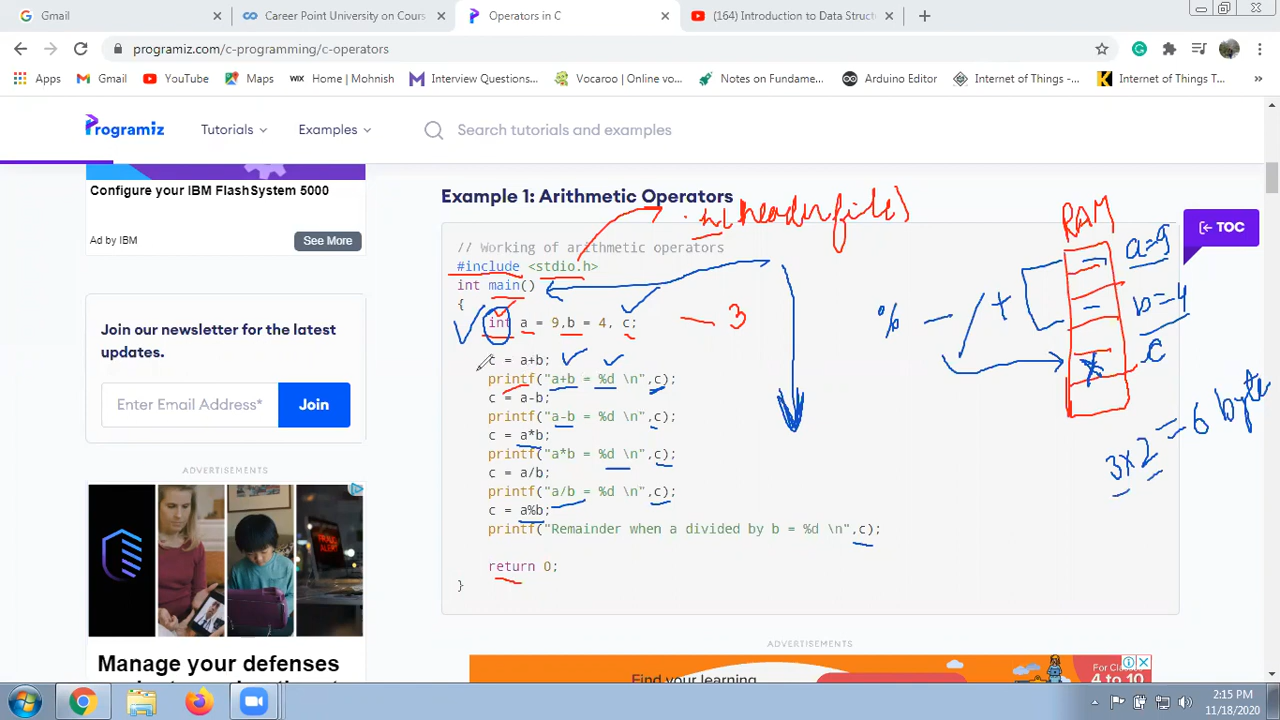 Gmail
Career Point University on Cours
Operators in C
(164) Introduction to Data Struct
programiz.com/c-programming/c-operators
Apps
Gmail
YouTube
Maps
WIX Home | Mohnish
Interview Questions...
Vocaroo | Online vo...
Notes on Fundame...
Arduino Editor
Internet of Things -...
Internet of Things T...
Programiz
Tutorials
Examples
Search tutorials and examples
Configure your IBM FlashSystem 5000
Ad by IBM
See More
Example 1: Arithmetic Operators
(header files)
RAM
TOC
// Working of arithmetic operators
#include <stdio.h>
int main()
{
int a = 9,b = 4, c;
3
% - / +
a=9
b=4
c
c = a+b;
printf("a+b = %d \n",c);
c = a-b;
printf("a-b = %d \n",c);
c = a*b;
printf("a*b = %d \n",c);
c = a/b;
printf("a/b = %d \n",c);
c = a%b;
printf("Remainder when a divided by b = %d \n",c);
return 0;
}
3x2 = 6 byte
Join our newsletter for the latest
updates.
Enter Email Address*
Join
ADVERTISEMENTS
Manage your defenses
ADVERTISEMENTS
Find your learning
For Class
4 to 10
2:15 PM
11/18/2020